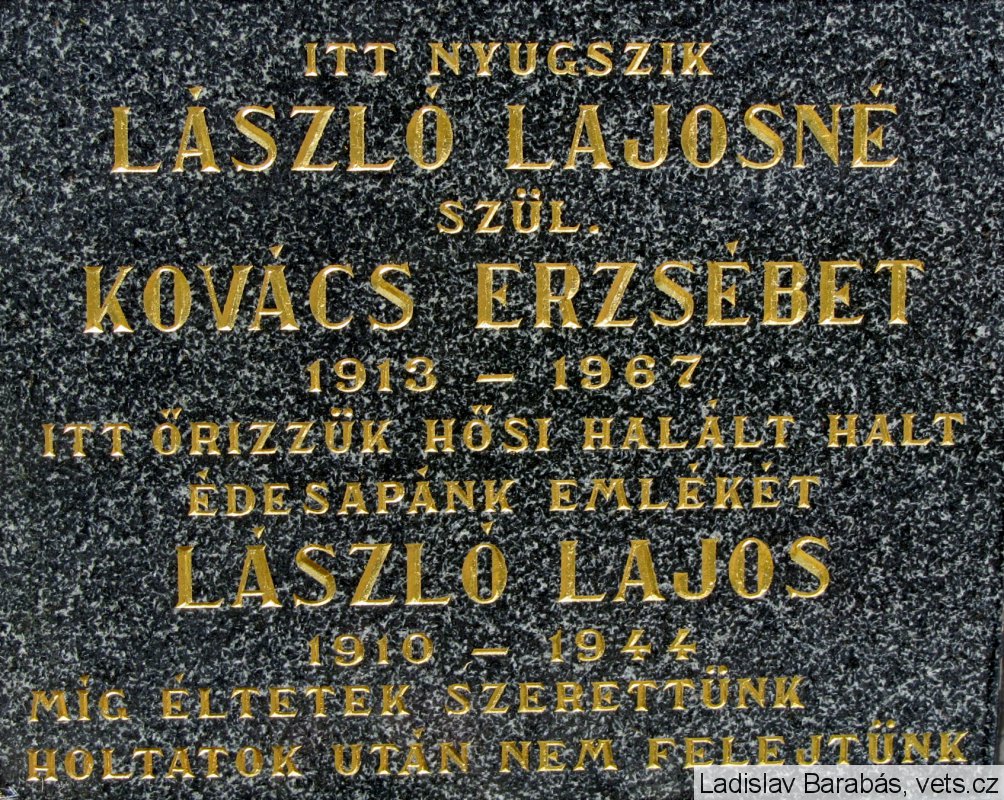 ITT NYUGSZIK
LÁSZLÓ LAJOSNÉ
SZÜL.
KOVÁCS ERZSÉBET
1913 – 1967
ITT ŐRIZZÜK HŐSI HALÁLT HALT
ÉDESAPÁNK EMLÉKÉT
LÁSZLÓ LAJOS
1910 – 1944
MÍG ÉLTETEK SZERETTÜNK
HOLTATOK UTÁN NEM FELEJTÜNK
Ladislav Barabás, vets.cz